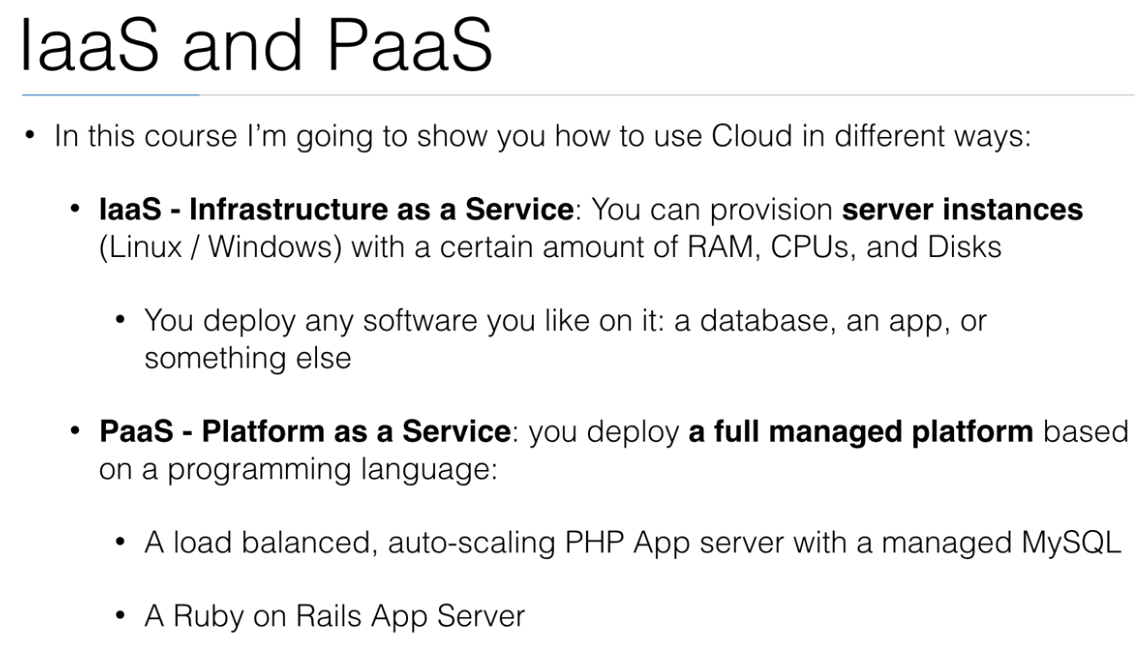 IaaS and PaaS
• In this course I'm going to show you how to use Cloud in different ways:
• IaaS - Infrastructure as a Service: You can provision server instances
(Linux / Windows) with a certain amount of RAM, CPUs, and Disks
• You deploy any software you like on it: a database, an app, or
something else
• PaaS - Platform as a Service: you deploy a full managed platform based
on a programming language:
• A load balanced, auto-scaling PHP App server with a managed MySQL
• A Ruby on Rails App Server